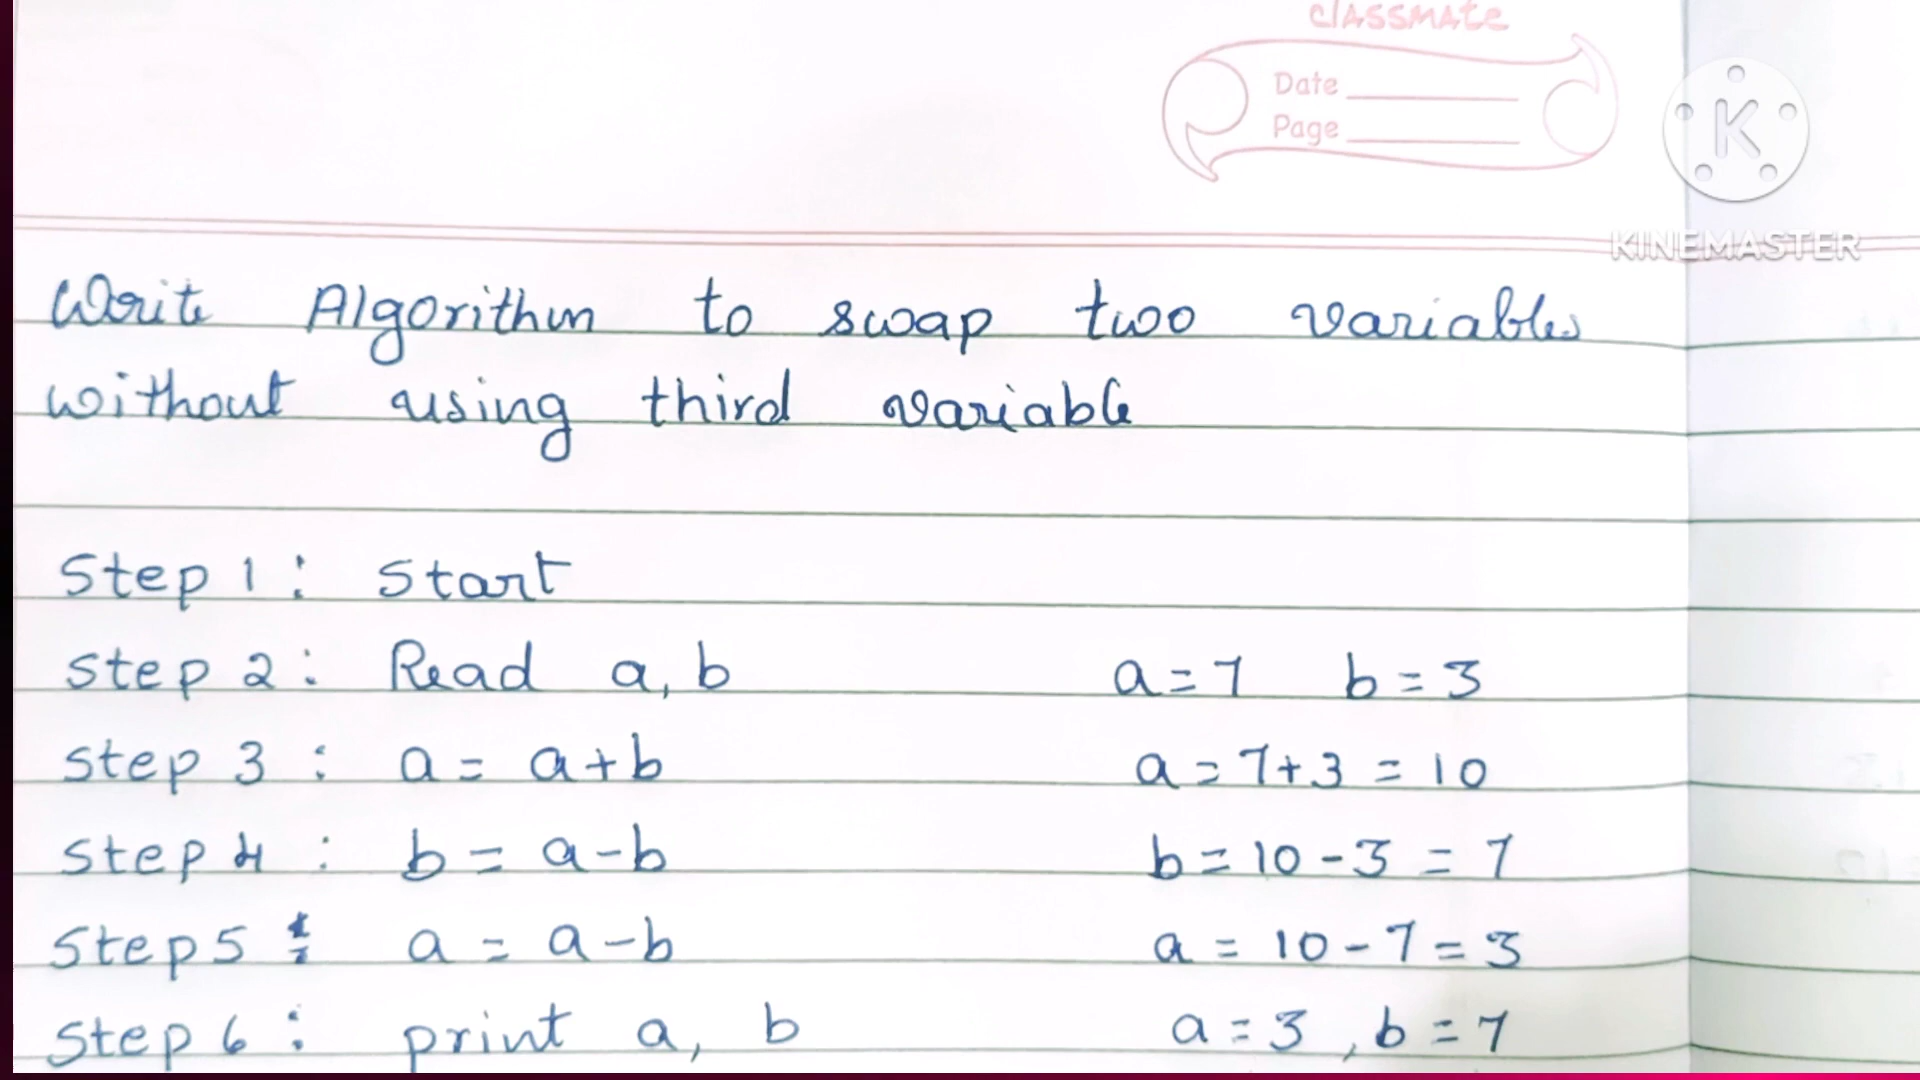 classmate
Date
Page
K
KINEMASTER
Write Algorithm to swap two variables
without using third variable
Step 1 : Start
Step 2 : Read a, b a = 7 b = 3
Step 3 : a = a+b a = 7+3 = 10
Step 4 : b = a-b b = 10-3 = 7
Step 5 : a = a-b a = 10-7 = 3
Step 6 : print a, b a = 3, b = 7